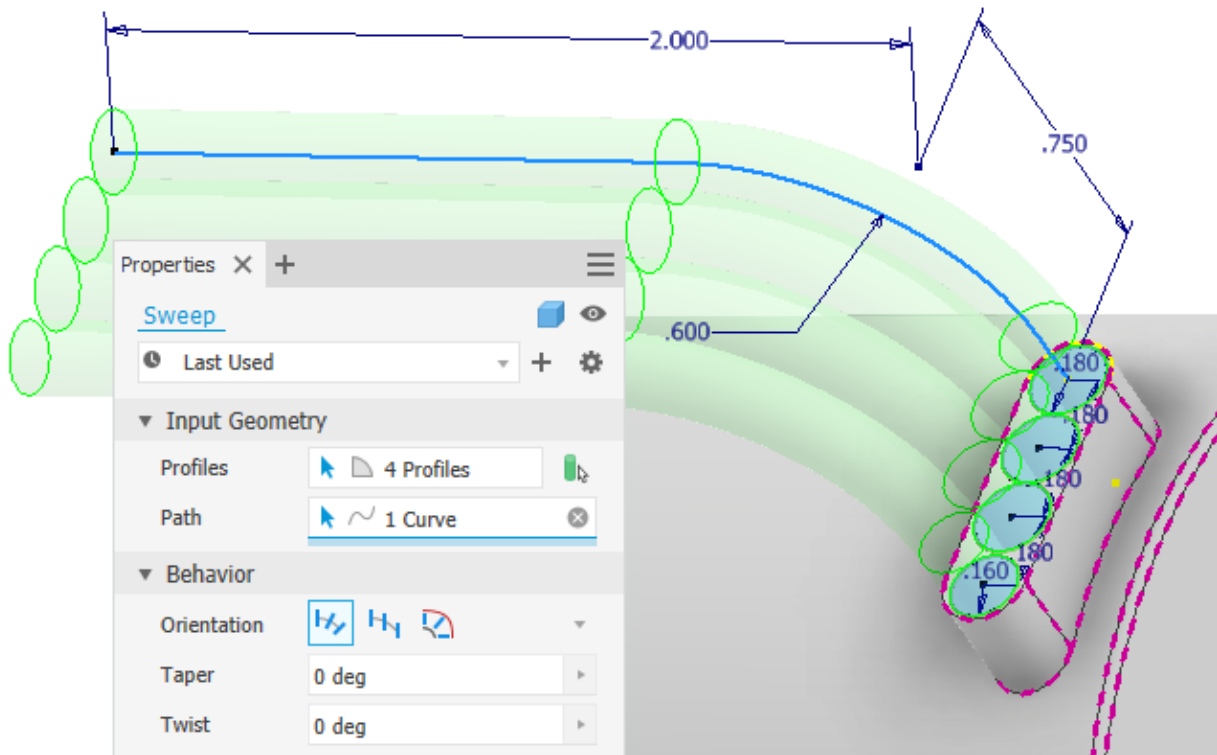 2.000
.750
.600
Properties
Sweep
Last Used
Input Geometry
Profiles 4 Profiles
Path 1 Curve
Behavior
Orientation
Taper 0 deg
Twist 0 deg
.180
.180
.180
.180
.160